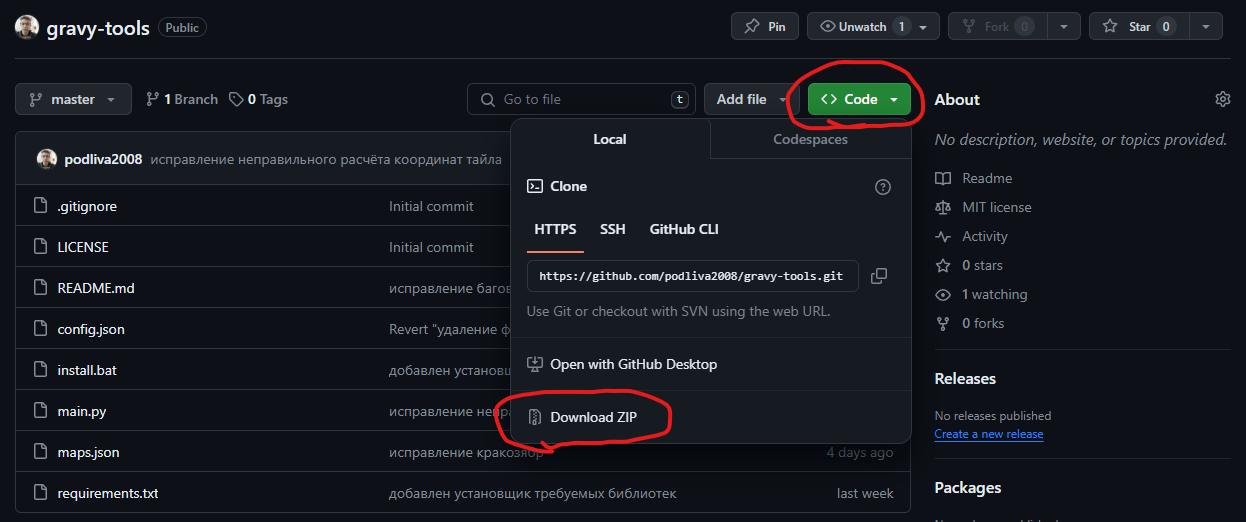 gravy-tools Public Pin Unwatch 1 Fork 0 Star 0
master 1 Branch 0 Tags Go to file t Add file <> Code About
Local Codespaces No description, website, or topics provided.
podliva2008 исправление неправильного расчёта координат тайла
Readme
Clone
.gitignore Initial commit MIT license
HTTPS SSH GitHub CLI
Activity
LICENSE Initial commit
0 stars
https://github.com/podliva2008/gravy-tools.git
README.md исправление багов 1 watching
Use Git or checkout with SVN using the web URL.
0 forks
config.json Revert "удаление
install.bat добавлен Open with GitHub Desktop
Releases
main.py исправление Download ZIP
No releases published
Create a new release
maps.json исправление кракозябр 4 days ago
Packages
requirements.txt добавлен установщик требуемых библиотек last week